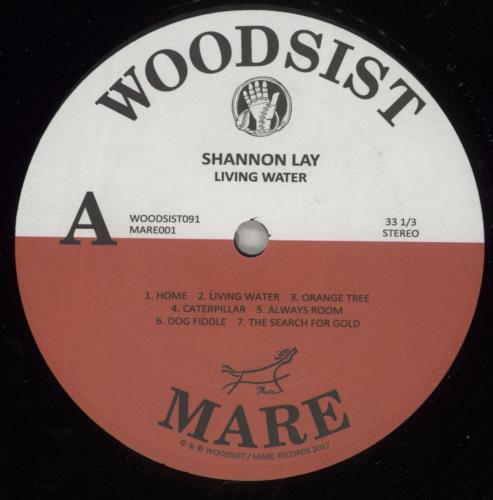 WOODSIST
SHANNON LAY
LIVING WATER
A
WOODSIST091
MARE001
33 1/3
STEREO
1. HOME 2. LIVING WATER 3. ORANGE TREE
4. CATERPILLAR 5. ALWAYS ROOM
6. DOG FIDDLE 7. THE SEARCH FOR GOLD
Mare
MARE
© & ℗ WOODSIST / MARE RECORDS 2017